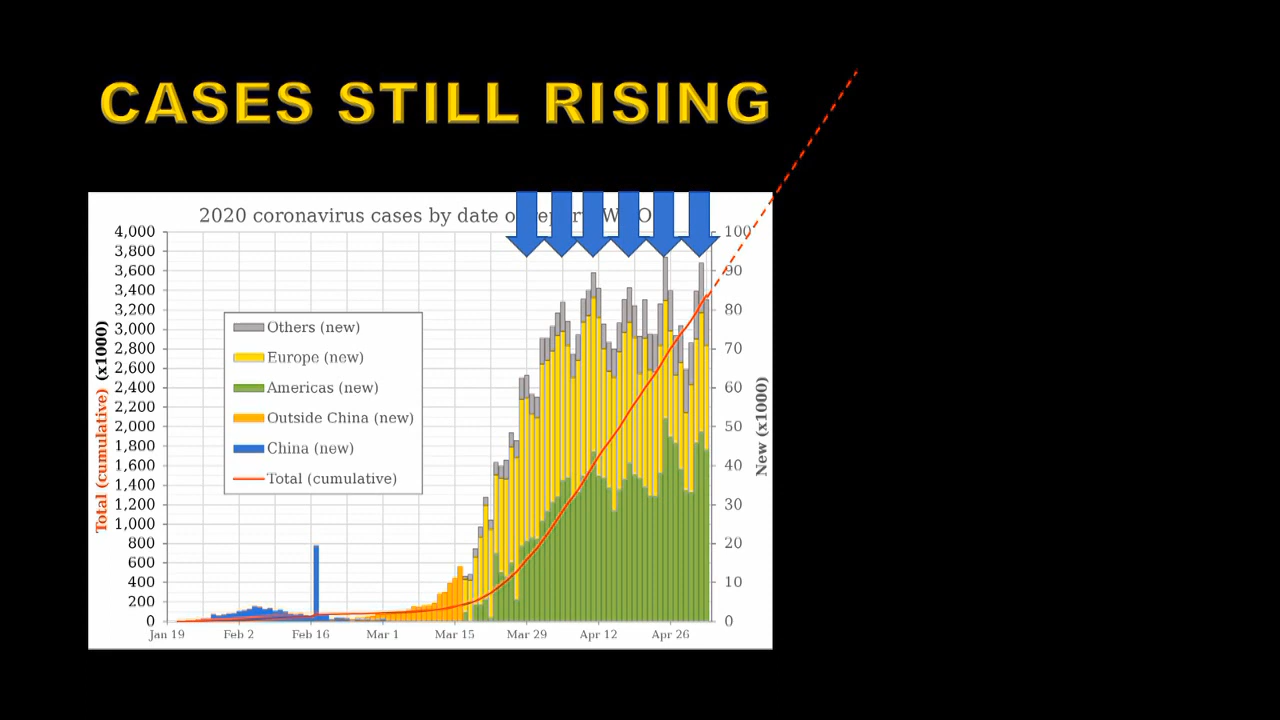 CASES STILL RISING
2020 coronavirus cases by date o
Total (cumulative) (x1000)
4,000
3,800
3,600
3,400
3,200
3,000
2,800
2,600
2,400
2,200
2,000
1,800
1,600
1,400
1,200
1,000
800
600
400
200
0
Others (new)
Europe (new)
Americas (new)
Outside China (new)
China (new)
Total (cumulative)
100
90
80
70
60
50
40
30
20
10
0
New (x1000)
Jan 19 Feb 2 Feb 16 Mar 1 Mar 15 Mar 29 Apr 12 Apr 26